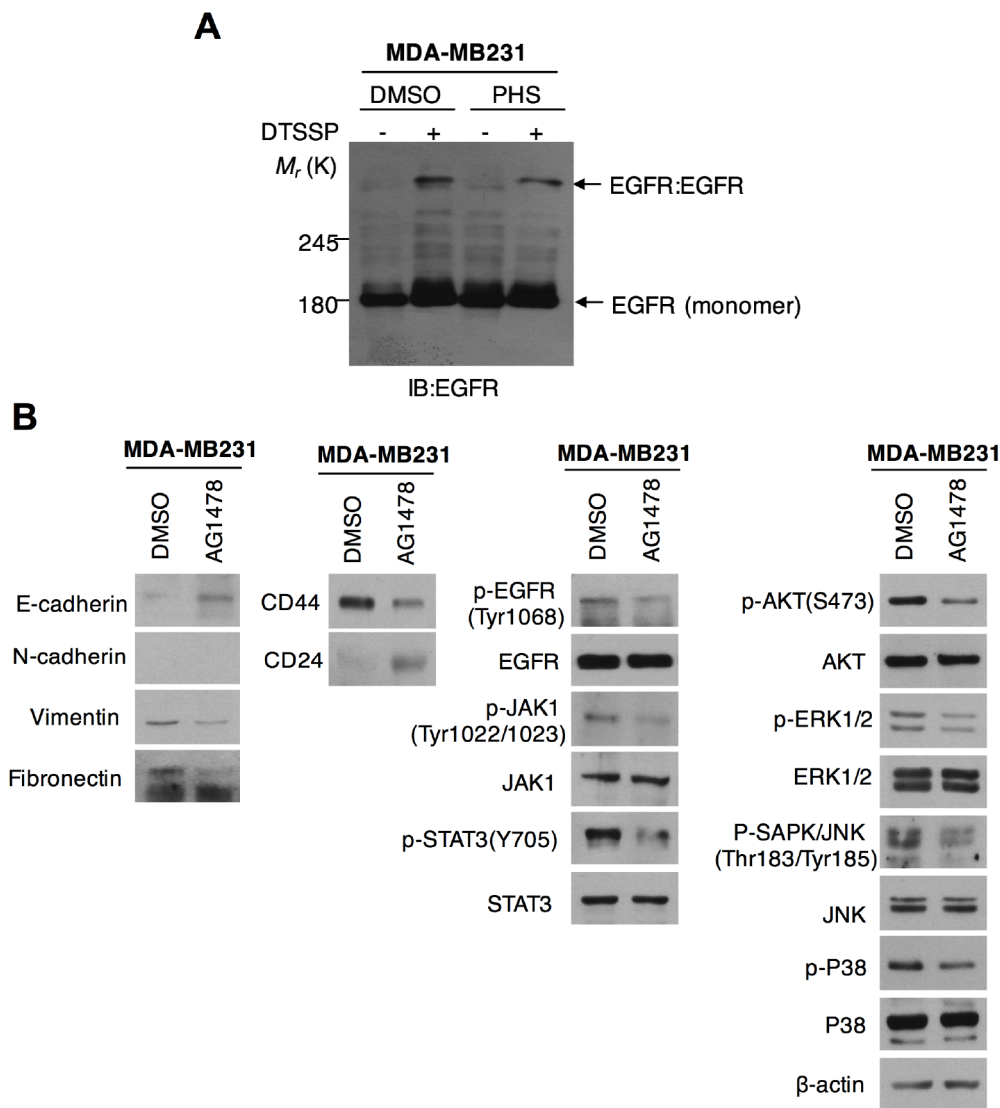 A
MDA-MB231
DMSO PHS
DTSSP - + - +
Mr (K)
EGFR:EGFR
245
180
EGFR (monomer)
IB:EGFR
B
MDA-MB231
DMSO
AG1478
E-cadherin
N-cadherin
Vimentin
Fibronectin
MDA-MB231
DMSO
AG1478
CD44
CD24
MDA-MB231
DMSO
AG1478
p-EGFR
(Tyr1068)
EGFR
p-JAK1
(Tyr1022/1023)
JAK1
p-STAT3(Y705)
STAT3
MDA-MB231
DMSO
AG1478
p-AKT(S473)
AKT
p-ERK1/2
ERK1/2
P-SAPK/JNK
(Thr183/Tyr185)
JNK
p-P38
P38
β-actin